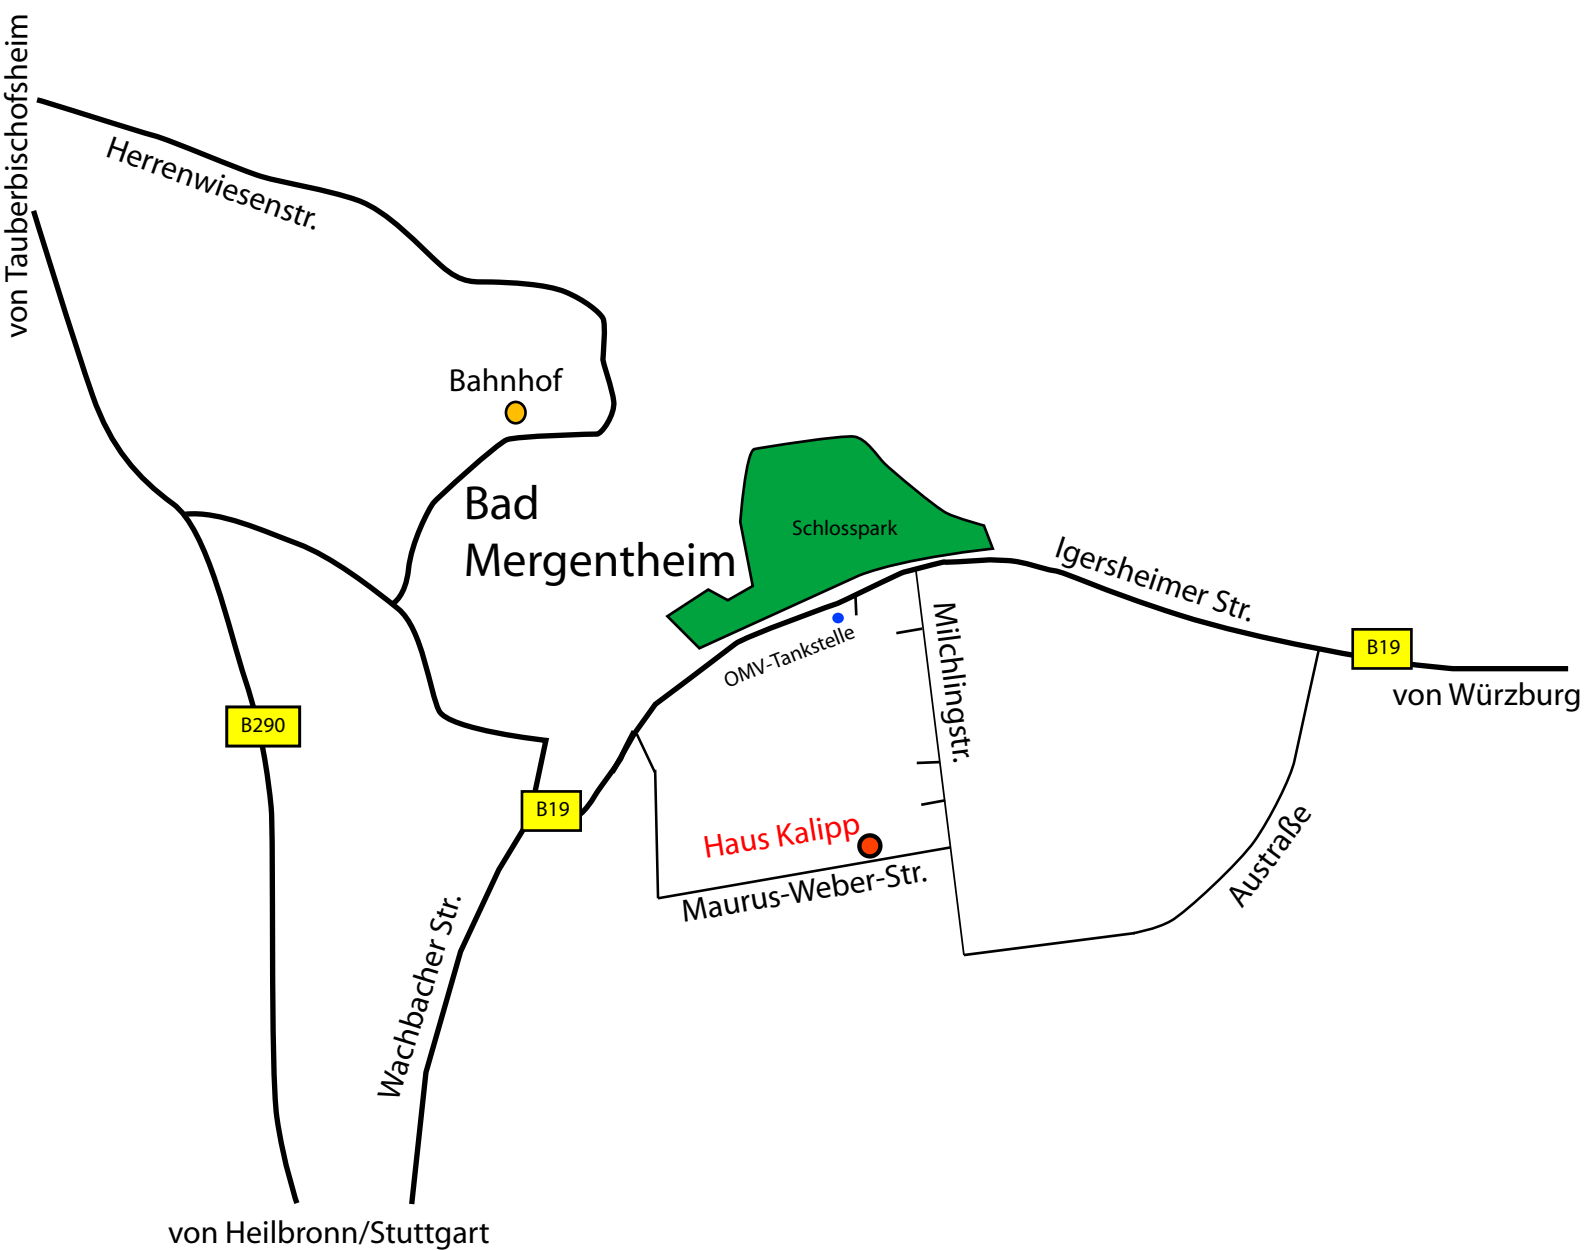 von Tauberbischofsheim
Herrenwiesenstr.
Bahnhof
Bad
Mergentheim
Schlosspark
Igersheimer Str.
OMV-Tankstelle
Milchlingstr.
B19
von Würzburg
B290
B19
Haus Kalipp
Maurus-Weber-Str.
Austraße
Wachbacher Str.
von Heilbronn/Stuttgart